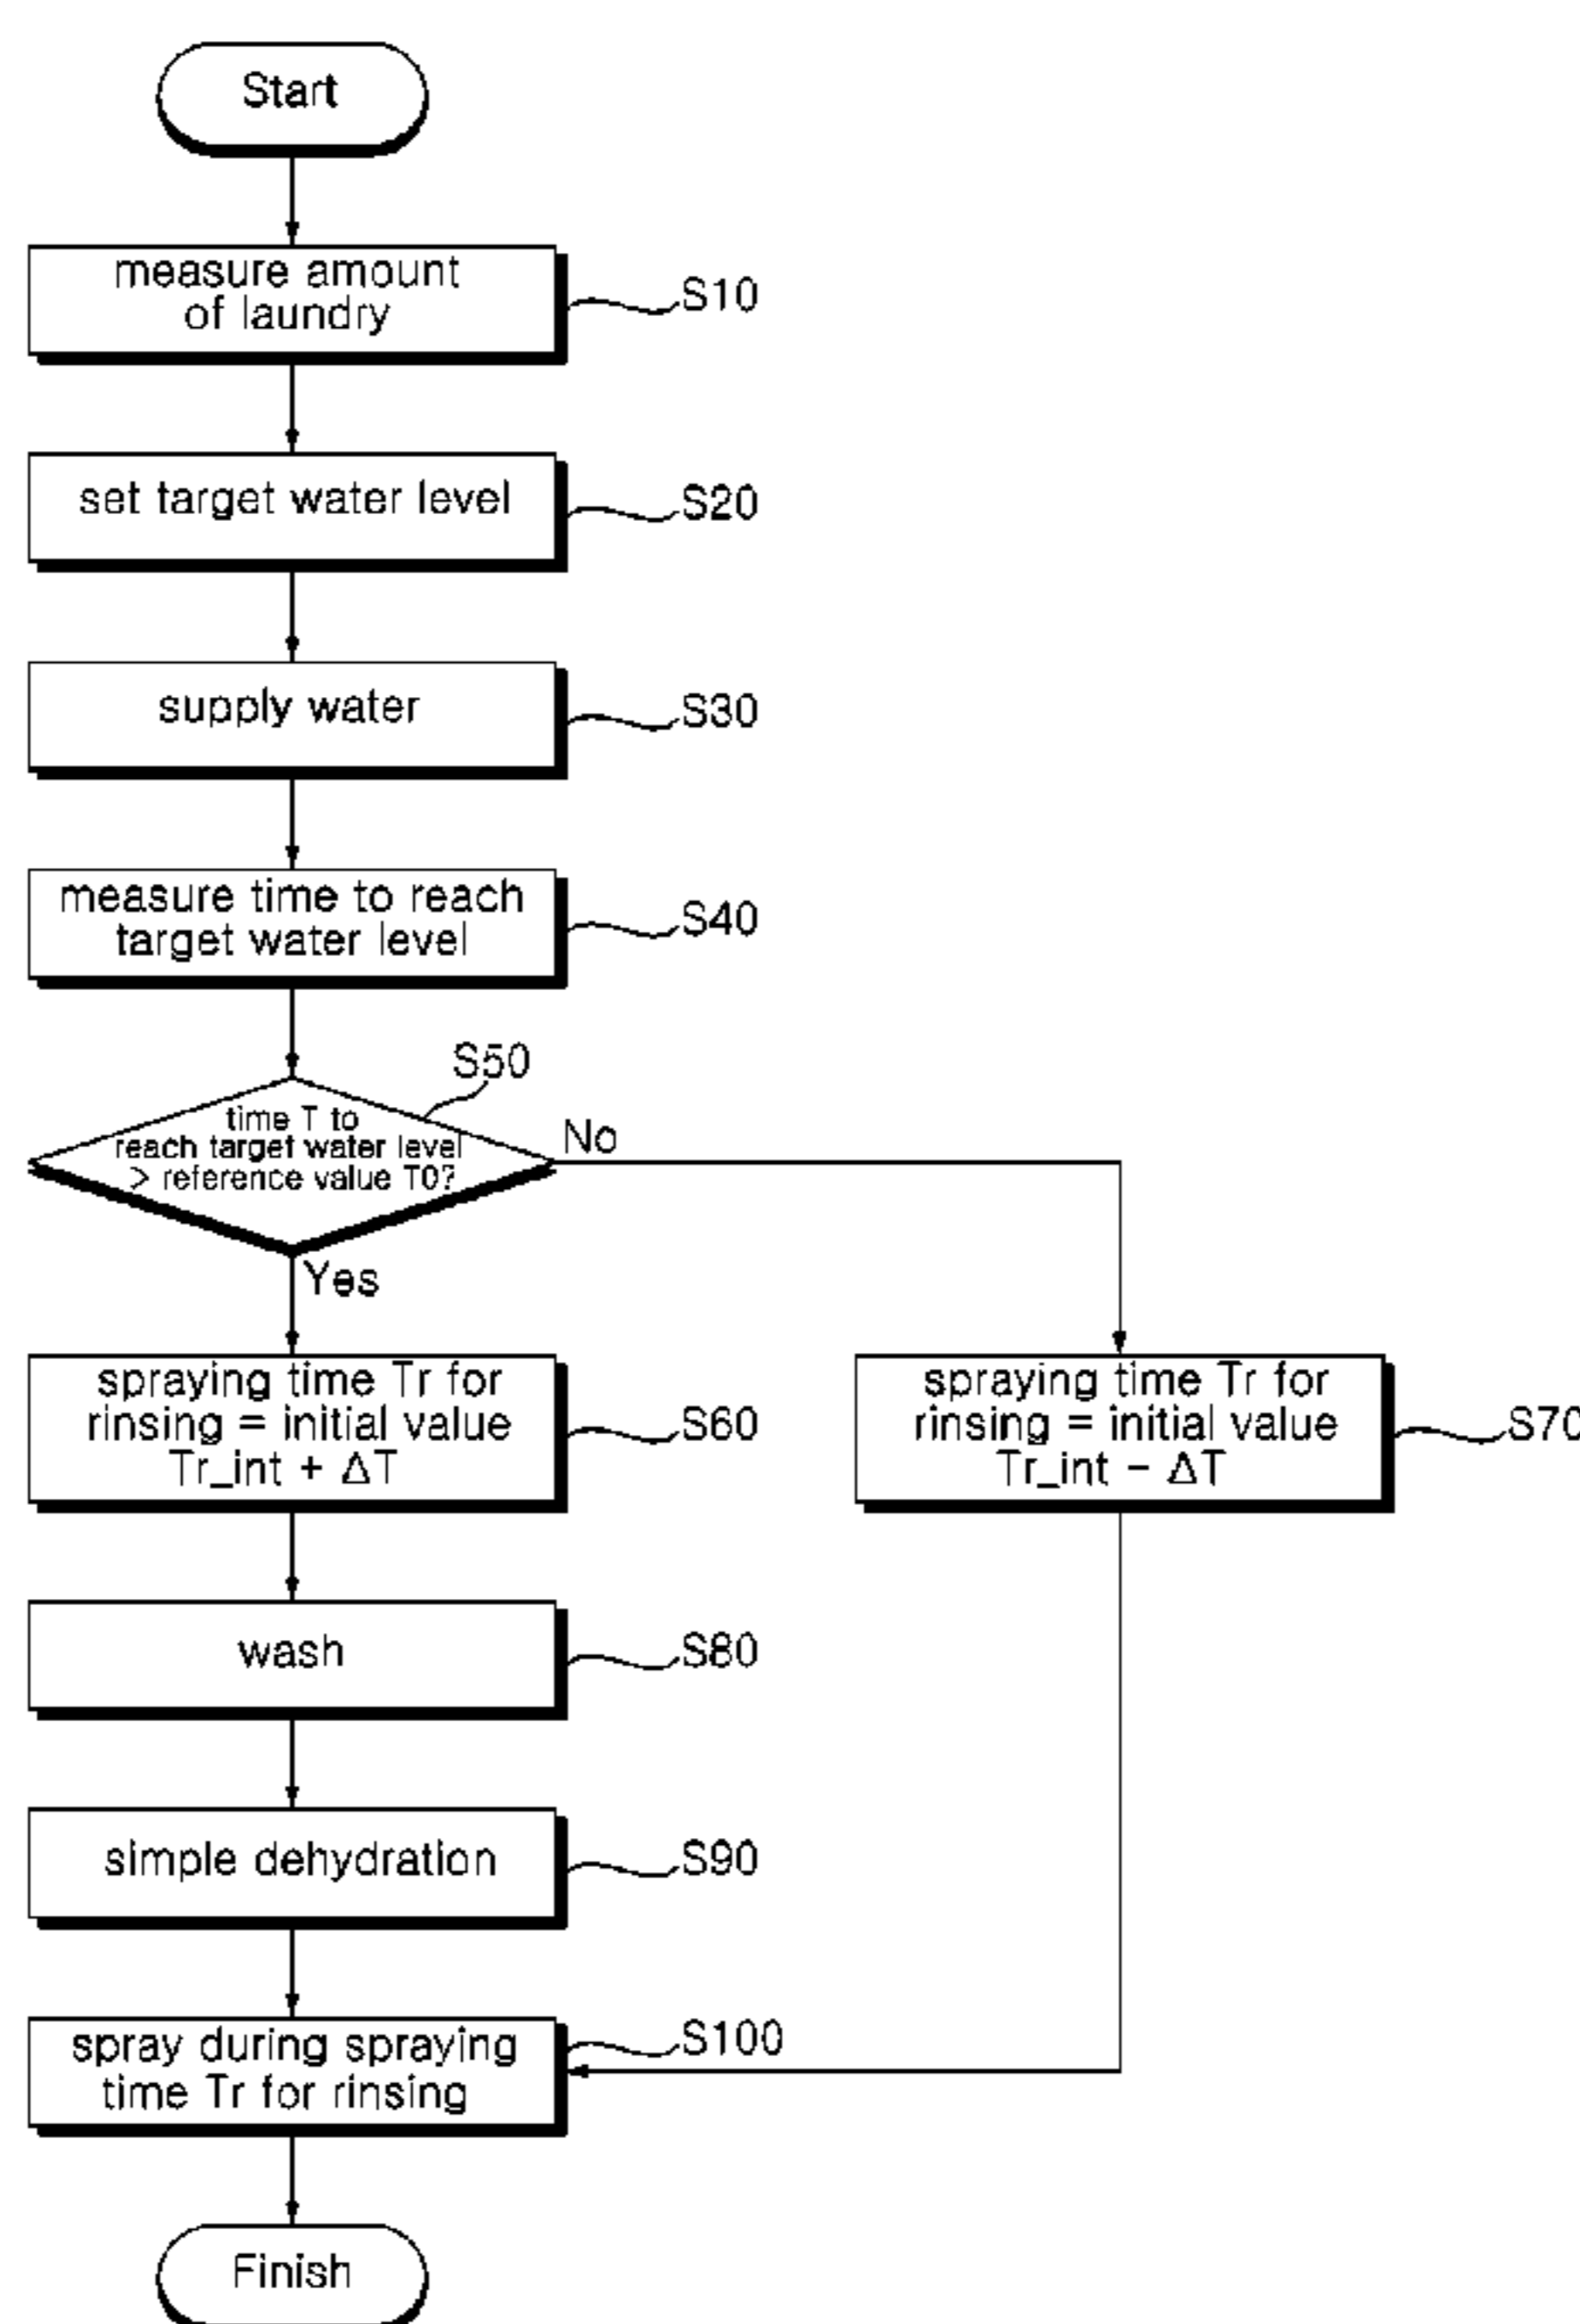 Start
measure amount
of laundry
S10
set target water level
S20
supply water
S30
measure time to reach
target water level
S40
S50
time T to
reach target water level
> reference value T0?
No
Yes
spraying time Tr for
rinsing = initial value
Tr_int + ΔT
S60
spraying time Tr for
rinsing = initial value
Tr_int - ΔT
S70
wash
S80
simple dehydration
S90
spray during spraying
time Tr for rinsing
S100
Finish